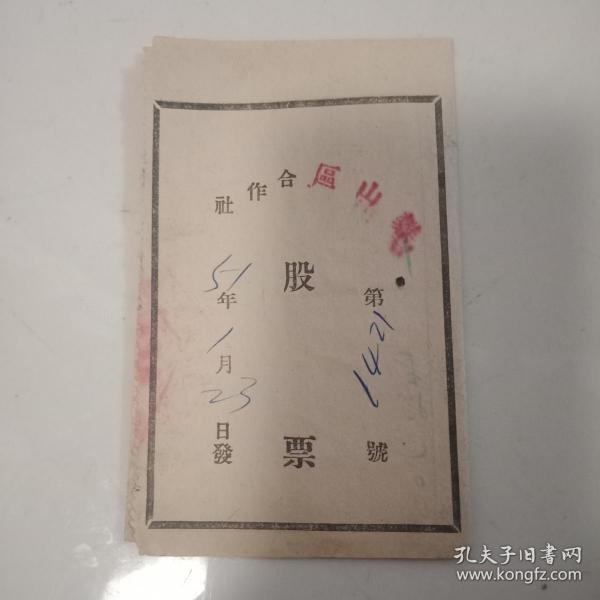 山區合作社
第1421號
股票
51年1月23日發
孔夫子旧書网
www.kongfz.com